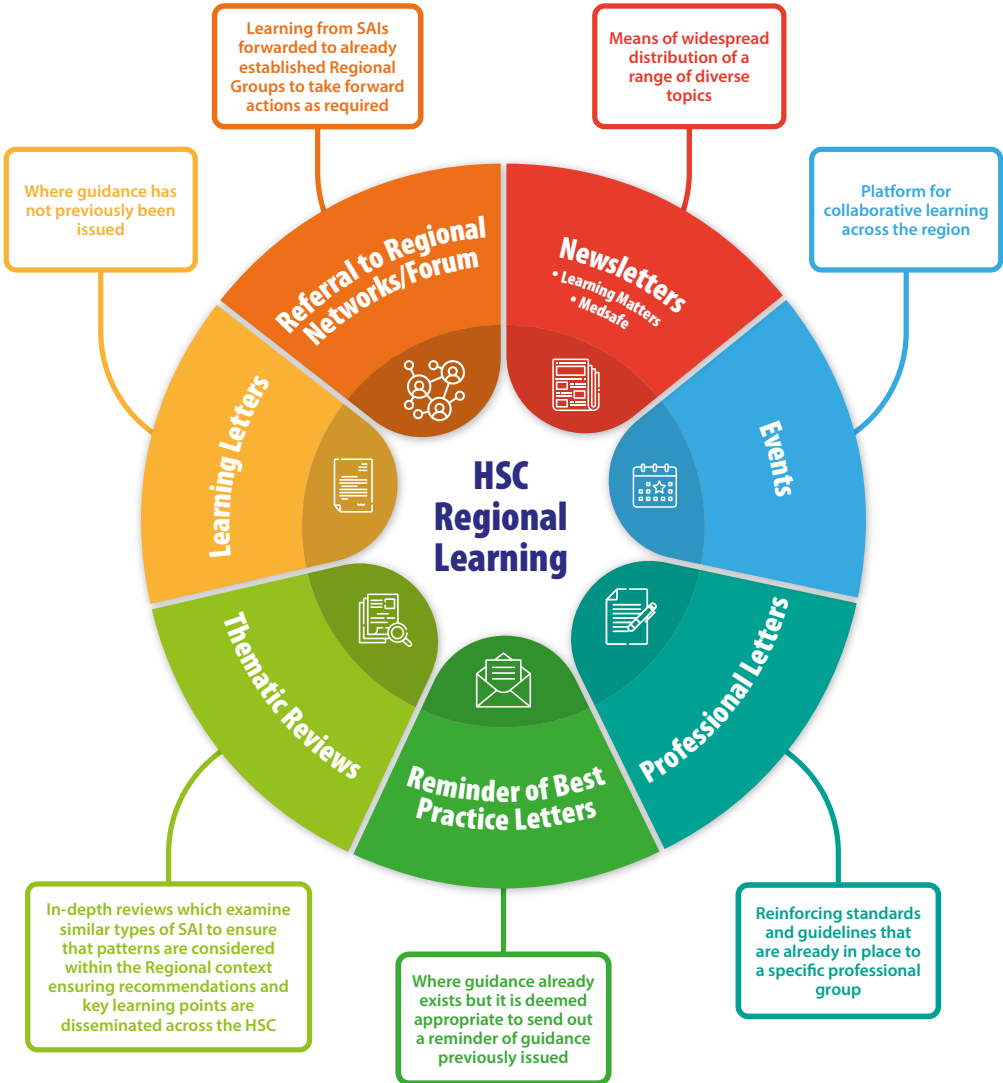 Learning from SAIs
forwarded to already
established Regional
Groups to take forward
actions as required
Means of widespread
distribution of a
range of diverse
topics
Where guidance has
not previously been
issued
Platform for
collaborative learning
across the region
Referral to Regional
Networks/Forum
Newsletters
• Learning Matters
• Medsafe
Learning Letters
Events
HSC
Regional
Learning
Thematic Reviews
Professional Letters
Reminder of Best
Practice Letters
In-depth reviews which examine
similar types of SAI to ensure
that patterns are considered
within the Regional context
ensuring recommendations and
key learning points are
disseminated across the HSC
Where guidance already
exists but it is deemed
appropriate to send out
a reminder of guidance
previously issued
Reinforcing standards
and guidelines that
are already in place to
a specific professional
group